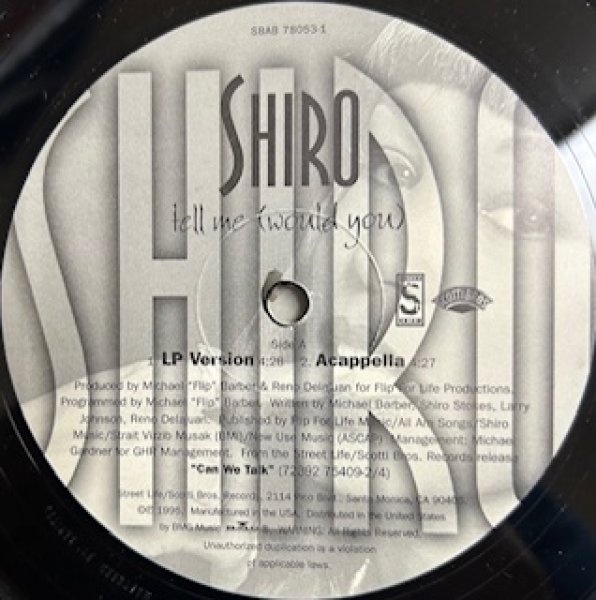 SBAB 78053-1
SHIRO
SHIRO
tell me (would you)
S
SCOTTI BROS
Side A
1. LP Version 4:28 2. Acappella 4:27
Produced by Michael "Flip" Barber & Reno Delajuan for Flip For Life Productions.
Programmed by Michael "Flip" Barber. Written by Michael Barber, Shiro Stokes, Larry
Johnson, Reno Delajuan. Published by Flip For Life Music/All Am Songs/Shiro
Music/Strait Vizzio Musak (BMI)/New Use Music (ASCAP) Management: Michael
Gardner for GHR Management. From the Street Life/Scotti Bros. Records release
"Can We Talk" (72392 75409-2/4)
Street Life/Scotti Bros. Records, 2114 Pico Blvd., Santa Monica, CA 90405.
©℗ 1995. Manufactured in the USA. Distributed in the United States
by BMG Music. WARNING: All Rights Reserved.
Unauthorized duplication is a violation
of applicable laws.